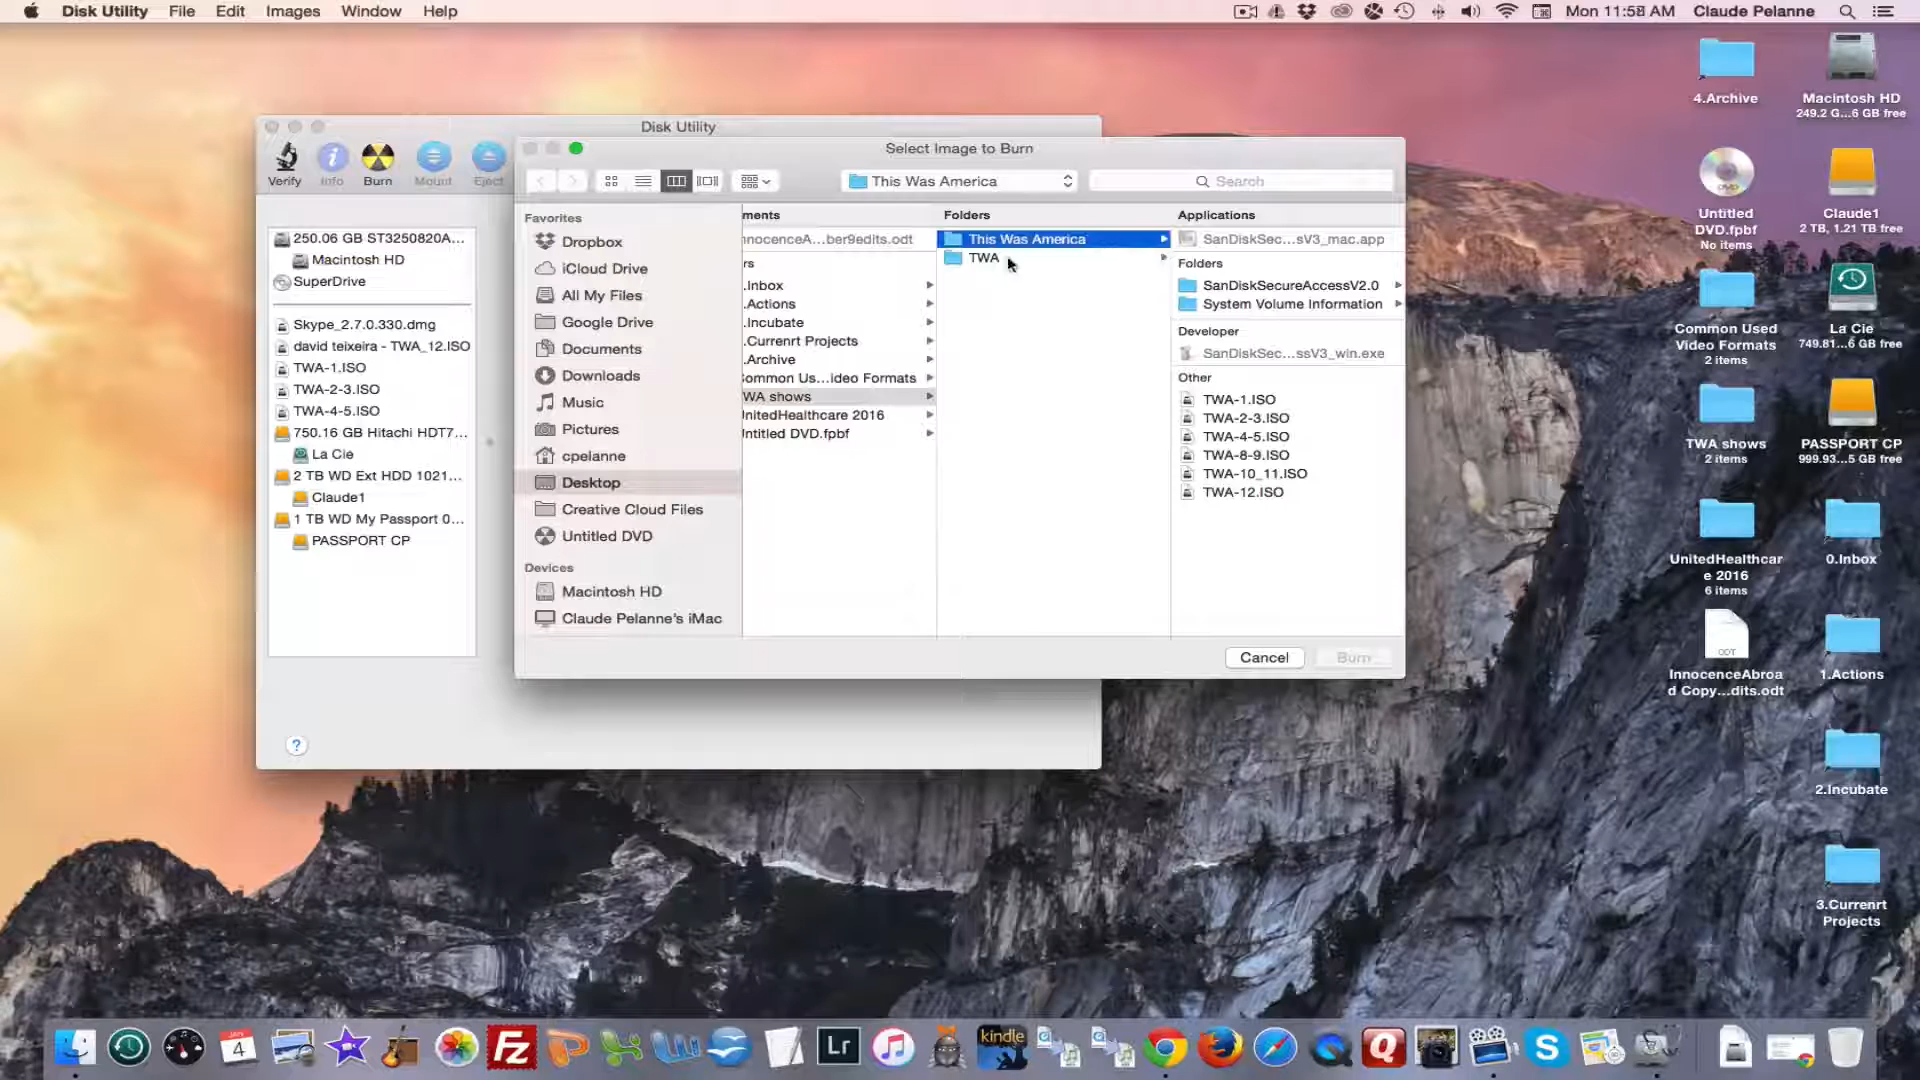 Disk Utility File Edit Images Window Help
Claude Pelanne
4.Archive
Macintosh HD
249.2 G...6 GB free
Disk Utility
Verify Info Burn Mount Eject
250.06 GB ST3250820A...
Macintosh HD
SuperDrive
Skype_2.7.0.330.dmg
david teixeira - TWA_12.ISO
TWA-1.ISO
TWA-2-3.ISO
TWA-4-5.ISO
750.16 GB Hitachi HDT7...
La Cie
2 TB WD Ext HDD 1021...
Claude1
1 TB WD My Passport 0...
PASSPORT CP
?
Select Image to Burn
This Was America
Search
Favorites
Dropbox
iCloud Drive
All My Files
Google Drive
Documents
Downloads
Music
Pictures
cpelanne
Desktop
Creative Cloud Files
Untitled DVD
Devices
Macintosh HD
Claude Pelanne's iMac
ments
nnocenceA...ber9edits.odt
rs
.Inbox
.Actions
.Incubate
.Currenrt Projects
.Archive
ommon Us...ideo Formats
WA shows
UnitedHealthcare 2016
Untitled DVD.fpbf
Folders
This Was America
TWA
Applications
SanDiskSec...sV3_mac.app
Folders
SanDiskSecureAccessV2.0
System Volume Information
Developer
SanDiskSec...ssV3_win.exe
Other
TWA-1.ISO
TWA-2-3.ISO
TWA-4-5.ISO
TWA-8-9.ISO
TWA-10_11.ISO
TWA-12.ISO
Cancel Burn
DVD
Untitled
DVD.fpbf
No items
Claude1
2 TB, 1.21 TB free
Common Used
Video Formats
2 items
La Cie
749.81...6 GB free
TWA shows
2 items
PASSPORT CP
999.93...5 GB free
UnitedHealthcar
e 2016
6 items
0.Inbox
ODT
InnocenceAbroa
d Copy...dits.odt
1.Actions
2.Incubate
3.Currenrt
Projects
JAN
4
Fz
Lr
kindle
Q
S